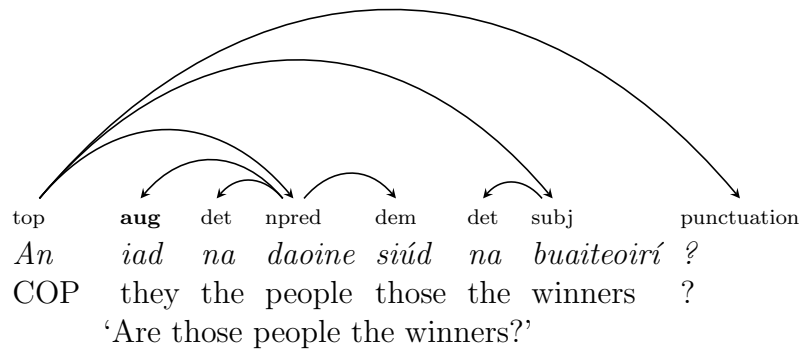 top aug det npred dem det subj punctuation
An iad na daoine siúd na buaiteoirí ?
COP they the people those the winners ?
‘Are those people the winners?’